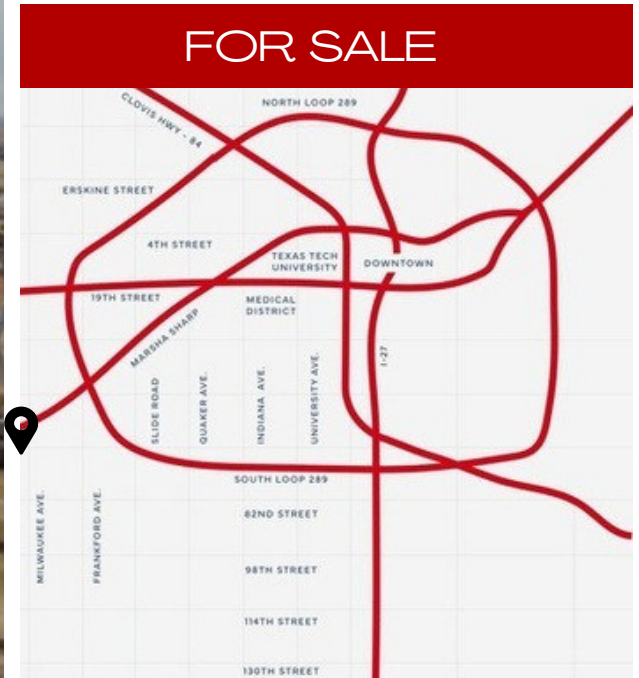 FOR SALE
CLOVIS HWY - 84
NORTH LOOP 289
ERSKINE STREET
4TH STREET
TEXAS TECH
UNIVERSITY
DOWNTOWN
19TH STREET
MEDICAL
DISTRICT
MARSHA SHARP
I-27
SLIDE ROAD
QUAKER AVE.
INDIANA AVE.
UNIVERSITY AVE.
SOUTH LOOP 289
MILWAUKEE AVE.
FRANKFORD AVE.
82ND STREET
98TH STREET
114TH STREET
130TH STREET